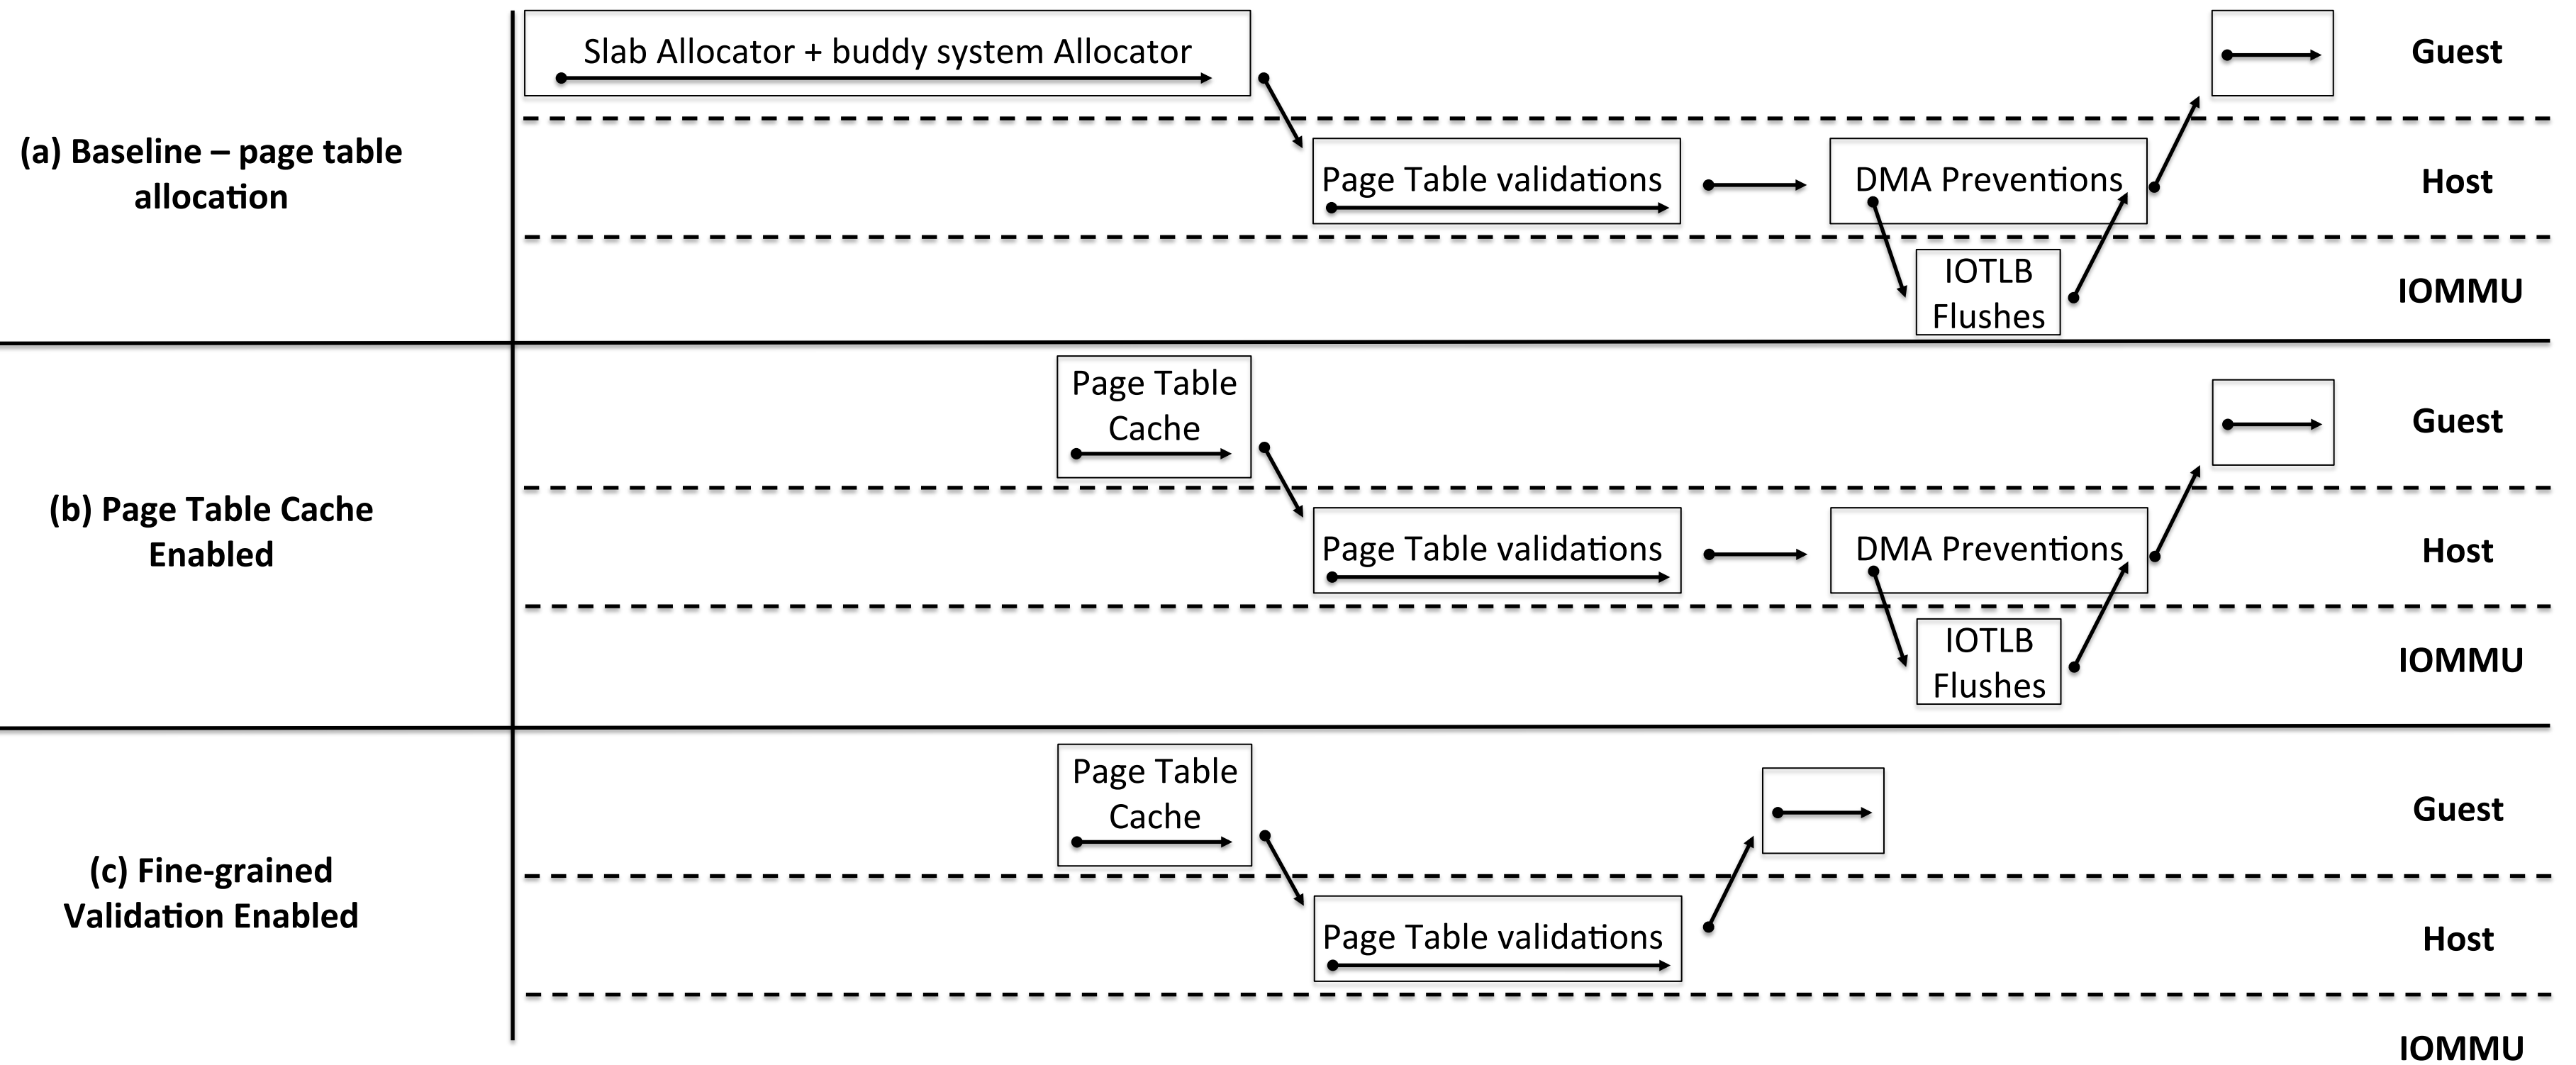 Slab Allocator + buddy system Allocator
Guest
(a) Baseline – page table
allocation
Page Table validations
DMA Preventions
Host
IOTLB
Flushes
IOMMU
Page Table
Cache
Guest
(b) Page Table Cache
Enabled
Page Table validations
DMA Preventions
Host
IOTLB
Flushes
IOMMU
Page Table
Cache
Guest
(c) Fine-grained
Validation Enabled
Page Table validations
Host
IOMMU